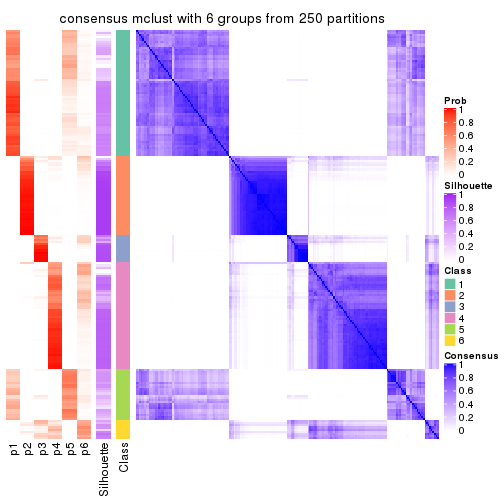 consensus mclust with 6 groups from 250 partitions
Prob
1
0.8
0.6
0.4
0.2
0
Silhouette
1
0.8
0.6
0.4
0.2
0
Class
1
2
3
4
5
6
Consensus
1
0.8
0.6
0.4
0.2
0
p1
p2
p3
p4
p5
p6
Silhouette
Class